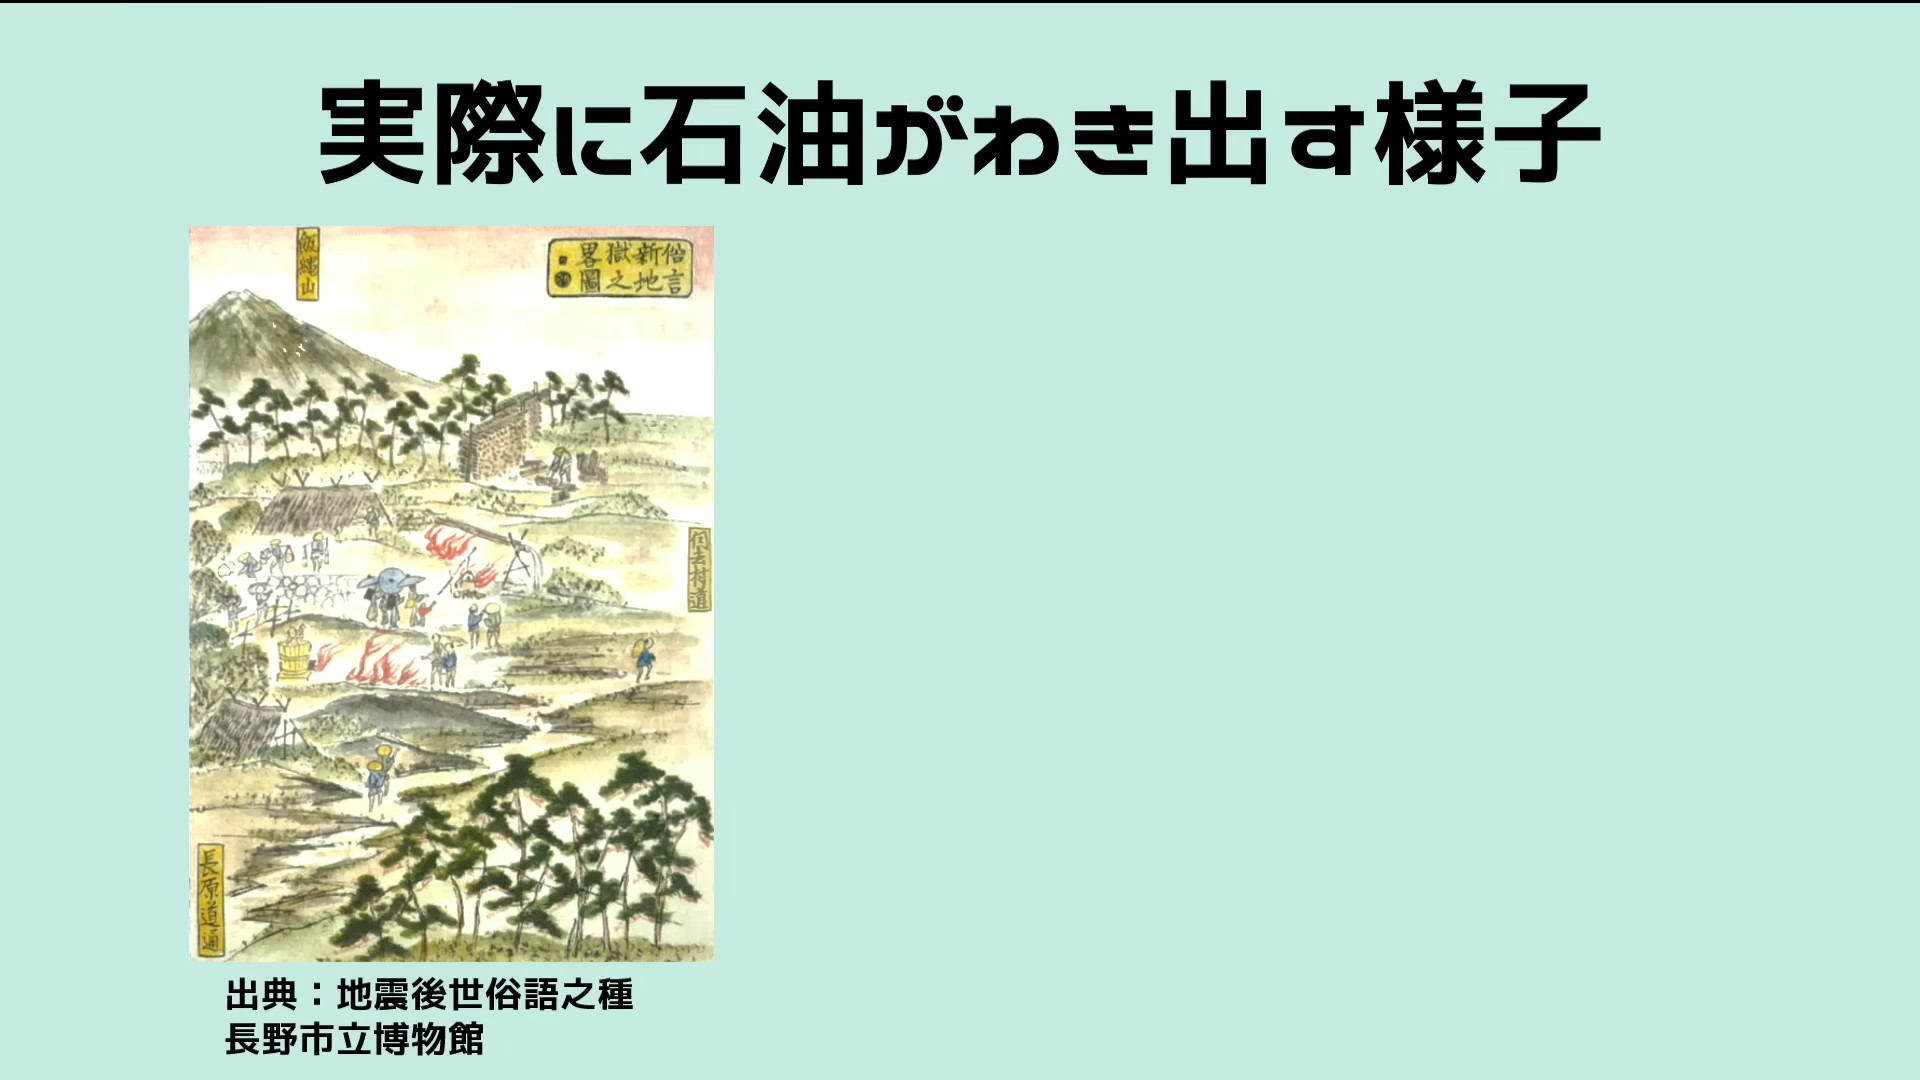 実際に石油がわき出す様子
飯縄山
俗言
新地
獄之
畧圖
長原道通
出典：地震後世俗語之種
長野市立博物館